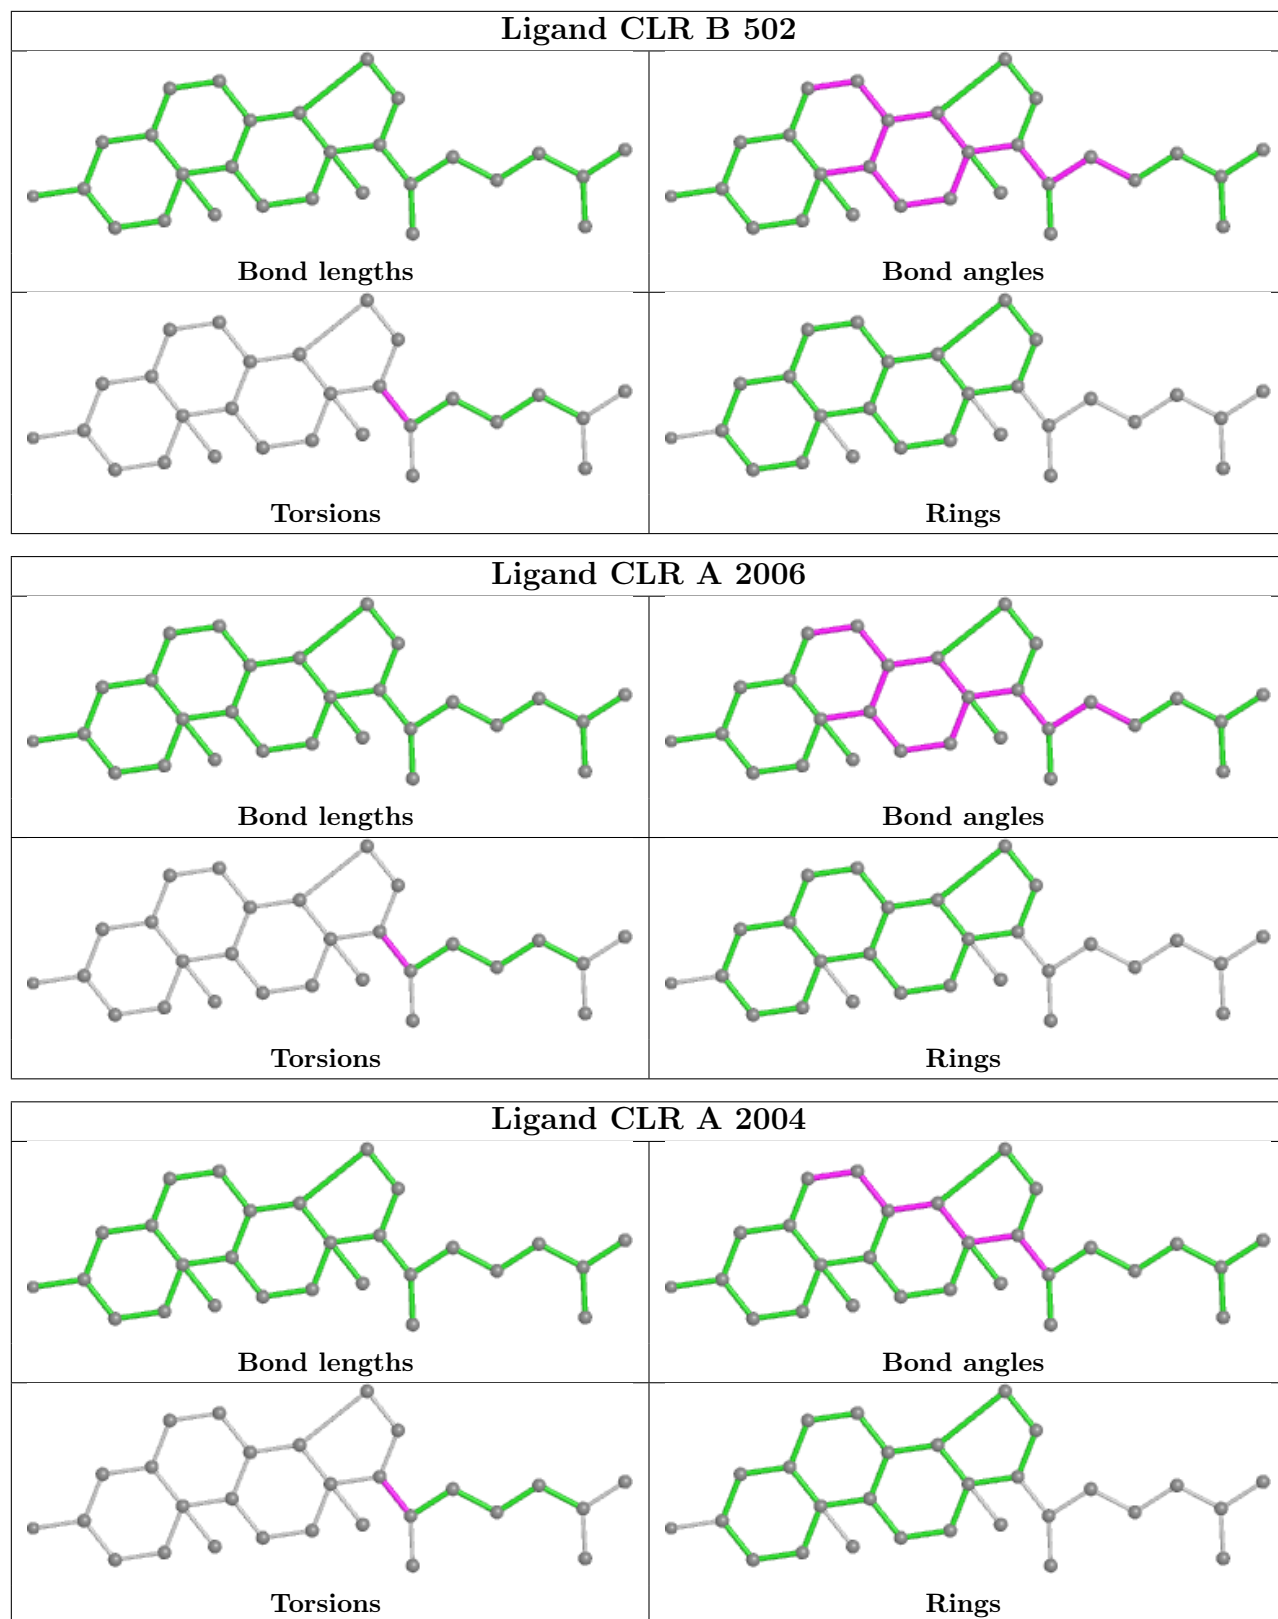 Ligand CLR B 502
Bond lengths
Bond angles
Torsions
Rings
Ligand CLR A 2006
Bond lengths
Bond angles
Torsions
Rings
Ligand CLR A 2004
Bond lengths
Bond angles
Torsions
Rings